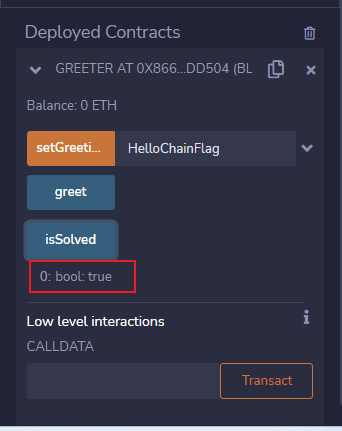 Deployed Contracts
GREETER AT 0X866...DD504 (BL
Balance: 0 ETH
setGreeti... HelloChainFlag
greet
isSolved
0: bool: true
Low level interactions
CALLDATA
Transact